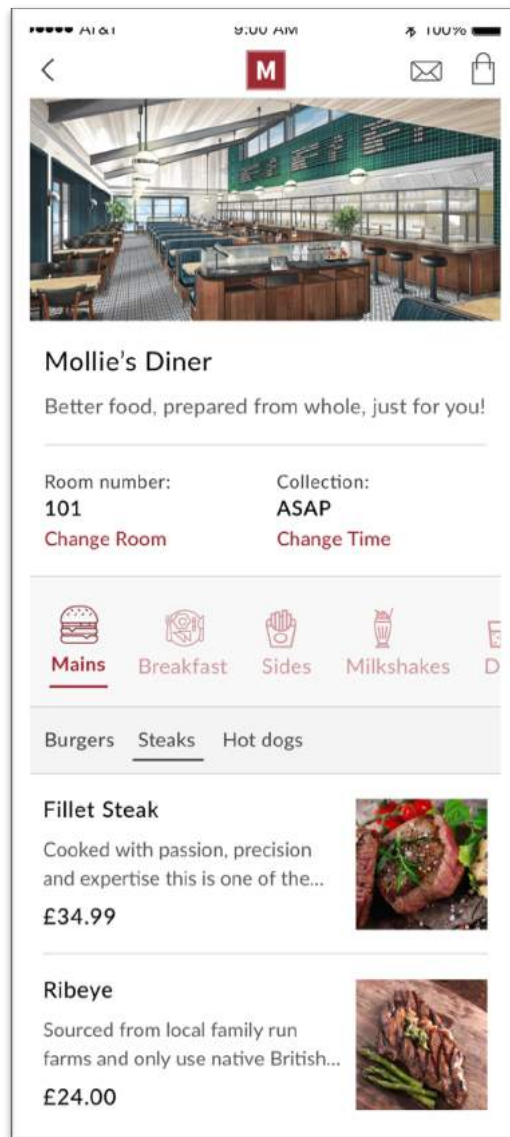 AT&T 9:00 AM 100%
M
Mollie's Diner
Better food, prepared from whole, just for you!
Room number: Collection:
101 ASAP
Change Room Change Time
Mains Breakfast Sides Milkshakes D
Burgers Steaks Hot dogs
Fillet Steak
Cooked with passion, precision
and expertise this is one of the...
£34.99
Ribeye
Sourced from local family run
farms and only use native British...
£24.00